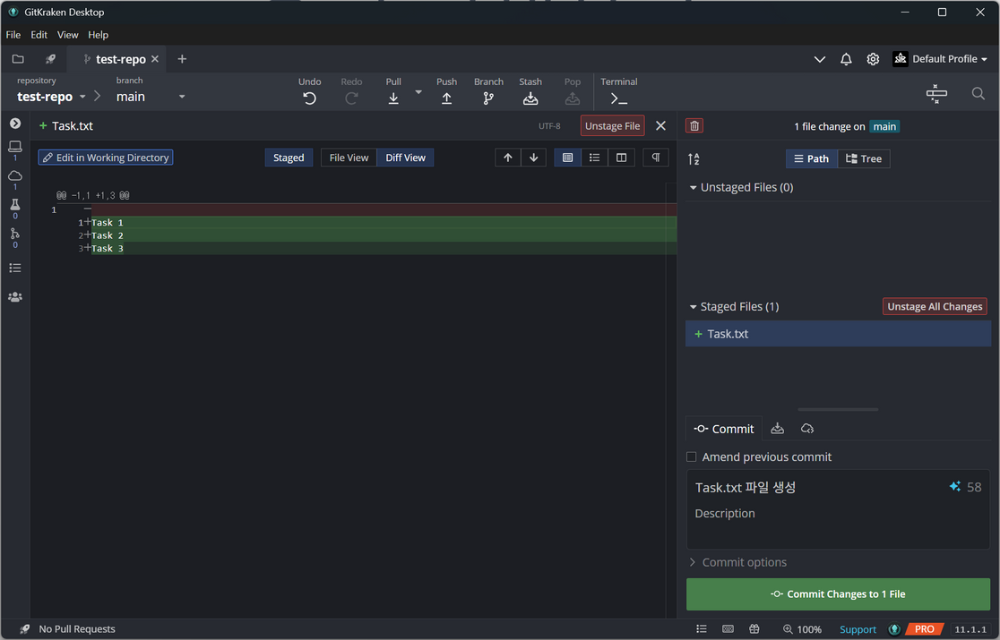 GitKraken Desktop
File Edit View Help
test-repo
Default Profile
repository branch
test-repo main
Undo Redo Pull Push Branch Stash Pop Terminal
Task.txt UTF-8 Unstage File
1 file change on main
Edit in Working Directory Staged File View Diff View
Path Tree
Unstaged Files (0)
1
1
0
0
@@ -1,1 +1,3 @@
1 —
1+Task 1
2+Task 2
3+Task 3
Staged Files (1) Unstage All Changes
+ Task.txt
Commit
Amend previous commit
Task.txt 파일 생성 58
Description
Commit options
Commit Changes to 1 File
No Pull Requests 100% Support PRO 11.1.1